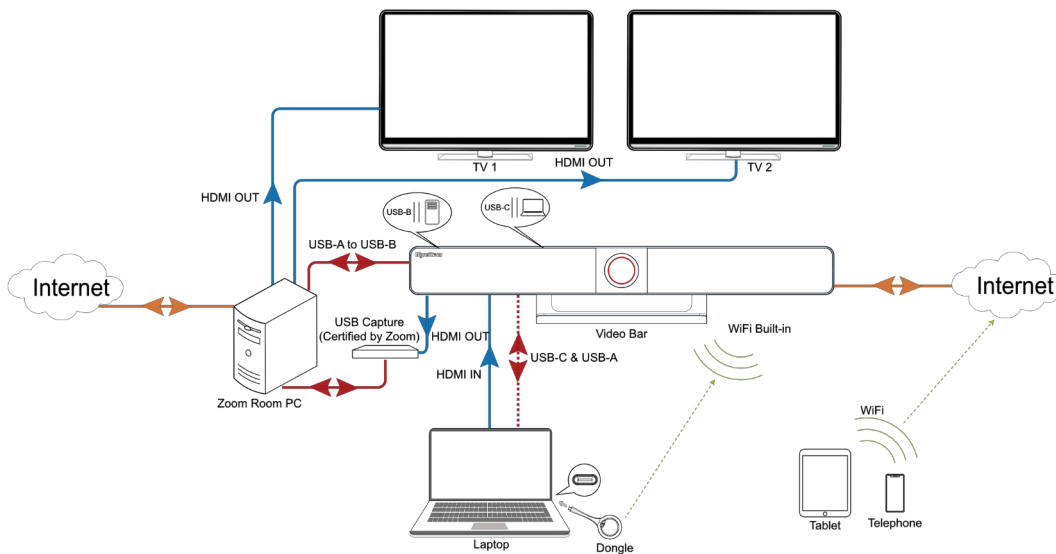 TV 1
HDMI OUT
TV 2
HDMI OUT
USB-B
USB-C
USB-A to USB-B
Internet
Internet
USB Capture
(Certified by Zoom)
HDMI OUT
Video Bar
WiFi Built-in
USB-C & USB-A
HDMI IN
Zoom Room PC
WiFi
Laptop
Dongle
Tablet
Telephone